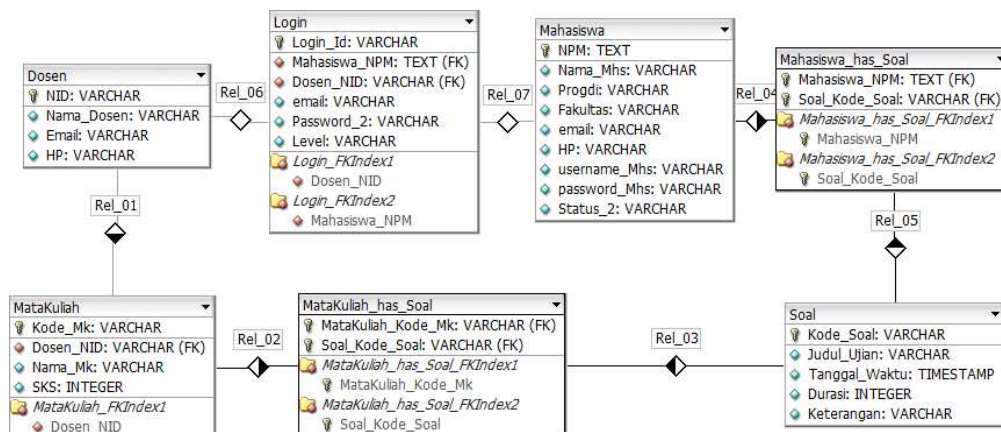 Dosen
NID: VARCHAR
Nama_Dosen: VARCHAR
Email: VARCHAR
HP: VARCHAR
Rel_06
Login
Login_Id: VARCHAR
Mahasiswa_NPM: TEXT (FK)
Dosen_NID: VARCHAR (FK)
email: VARCHAR
Password_2: VARCHAR
Level: VARCHAR
Login_FKIndex1
Dosen_NID
Login_FKIndex2
Mahasiswa_NPM
Rel_07
Mahasiswa
NPM: TEXT
Nama_Mhs: VARCHAR
Progdi: VARCHAR
Fakultas: VARCHAR
email: VARCHAR
HP: VARCHAR
username_Mhs: VARCHAR
password_Mhs: VARCHAR
Status_2: VARCHAR
Rel_04
Mahasiswa_has_Soal
Mahasiswa_NPM: TEXT (FK)
Soal_Kode_Soal: VARCHAR (FK)
Mahasiswa_has_Soal_FKIndex1
Mahasiswa_NPM
Mahasiswa_has_Soal_FKIndex2
Soal_Kode_Soal
Rel_01
Rel_05
MataKuliah
Kode_Mk: VARCHAR
Dosen_NID: VARCHAR (FK)
Nama_Mk: VARCHAR
SKS: INTEGER
MataKuliah_FKIndex1
Dosen_NID
Rel_02
MataKuliah_has_Soal
MataKuliah_Kode_Mk: VARCHAR (FK)
Soal_Kode_Soal: VARCHAR (FK)
MataKuliah_has_Soal_FKIndex1
MataKuliah_Kode_Mk
MataKuliah_has_Soal_FKIndex2
Soal_Kode_Soal
Rel_03
Soal
Kode_Soal: VARCHAR
Judul_Ujian: VARCHAR
Tanggal_Waktu: TIMESTAMP
Durasi: INTEGER
Keterangan: VARCHAR